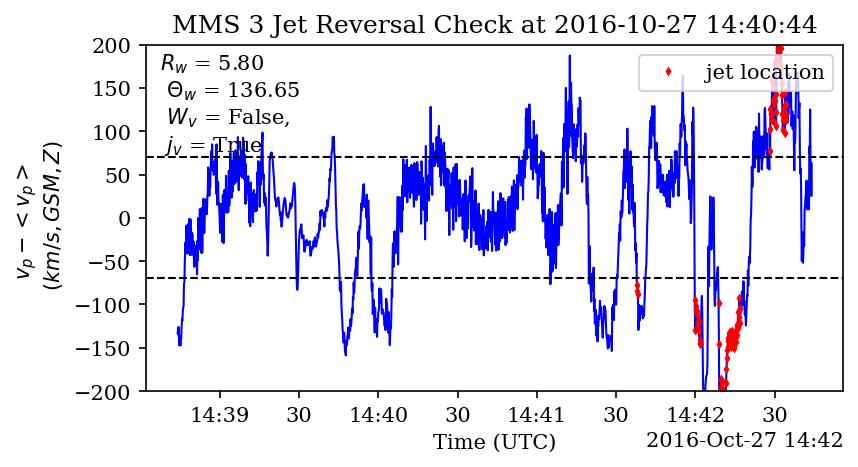 MMS 3 Jet Reversal Check at 2016-10-27 14:40:44
R_w = 5.80
Θ_w = 136.65
W_v = False,
j_v = True
jet location
v_p − <v_p>
(km/s, GSM, Z)
200
150
100
50
0
−50
−100
−150
−200
14:39 30 14:40 30 14:41 30 14:42 30
Time (UTC)
2016-Oct-27 14:42